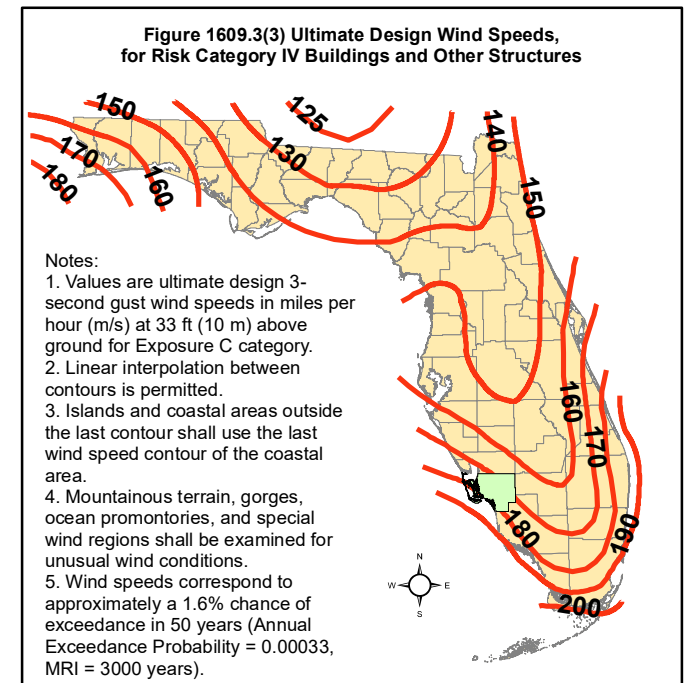 Figure 1609.3(3) Ultimate Design Wind Speeds,
for Risk Category IV Buildings and Other Structures
150
125
140
170
130
180
160
150
Notes:
1. Values are ultimate design 3-
second gust wind speeds in miles per
hour (m/s) at 33 ft (10 m) above
ground for Exposure C category.
2. Linear interpolation between
contours is permitted.
3. Islands and coastal areas outside
the last contour shall use the last
wind speed contour of the coastal
area.
4. Mountainous terrain, gorges,
ocean promontories, and special
wind regions shall be examined for
unusual wind conditions.
5. Wind speeds correspond to
approximately a 1.6% chance of
exceedance in 50 years (Annual
Exceedance Probability = 0.00033,
MRI = 3000 years).
160
170
180
190
200
N
W
E
S